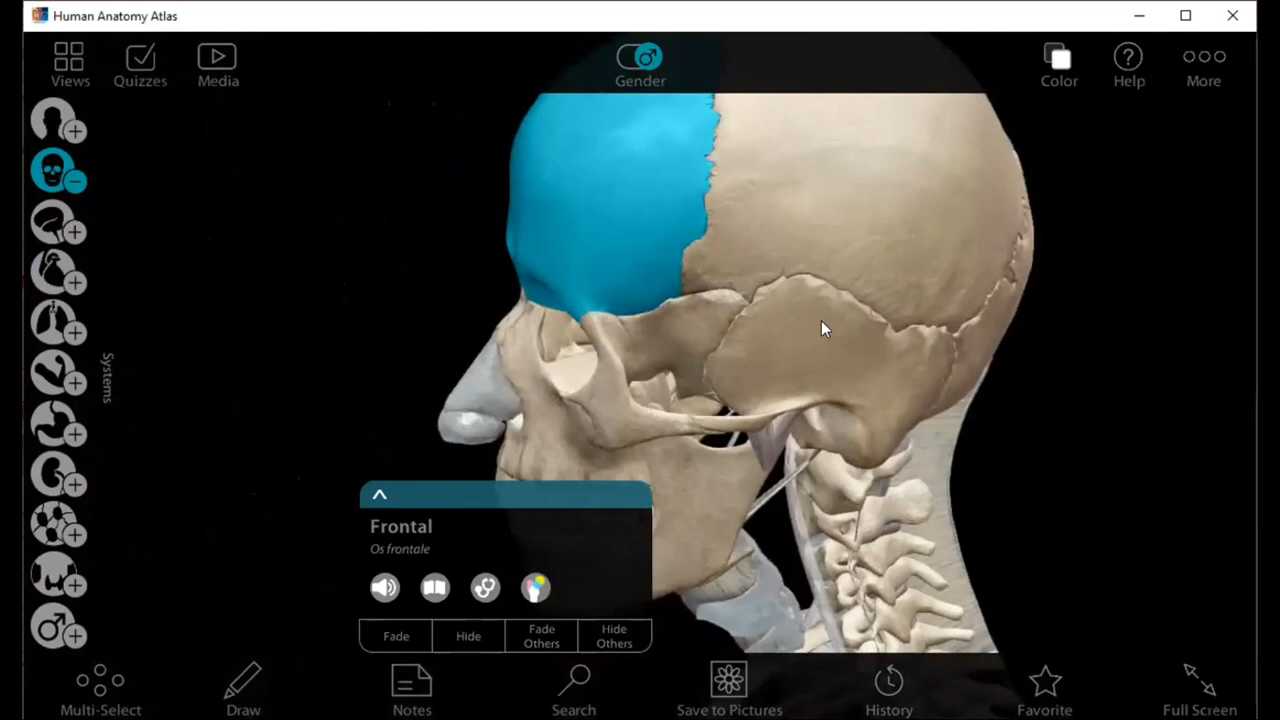 Human Anatomy Atlas
Views
Quizzes
Media
Gender
Color
Help
More
Systems
Frontal
Os frontale
Fade
Hide
Fade
Others
Hide
Others
Multi-Select
Draw
Notes
Search
Save to Pictures
History
Favorite
Full Screen